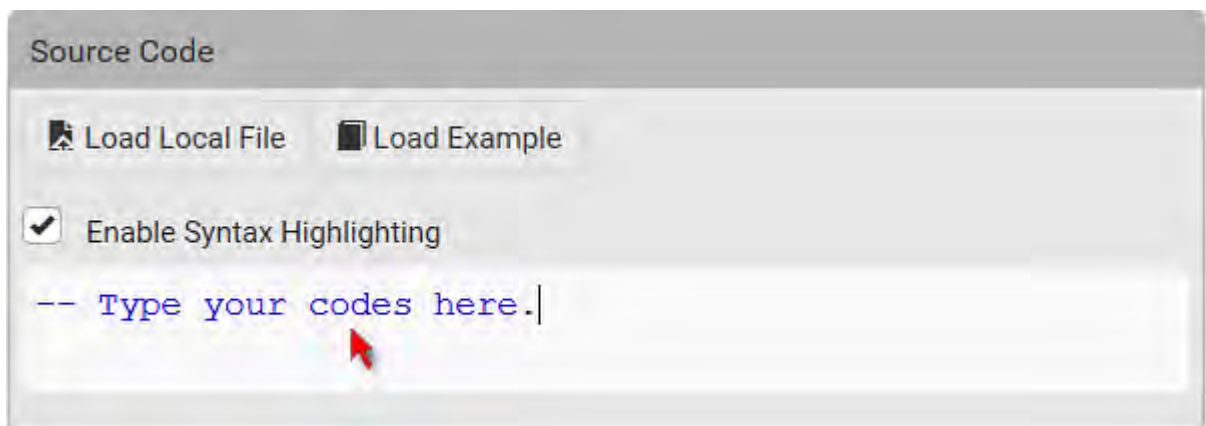 Source Code
Load Local File Load Example
Enable Syntax Highlighting
-- Type your codes here.